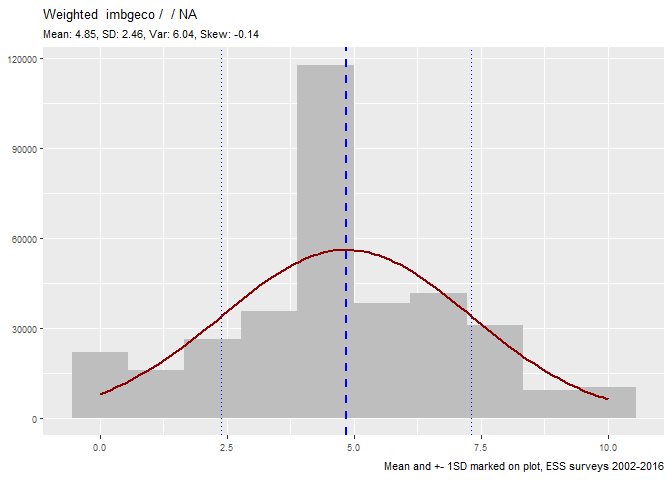 Weighted  imbgeco /  / NA
Mean: 4.85, SD: 2.46, Var: 6.04, Skew: -0.14
120000
90000
60000
30000
0
0.0 2.5 5.0 7.5 10.0
Mean and +- 1SD marked on plot, ESS surveys 2002-2016